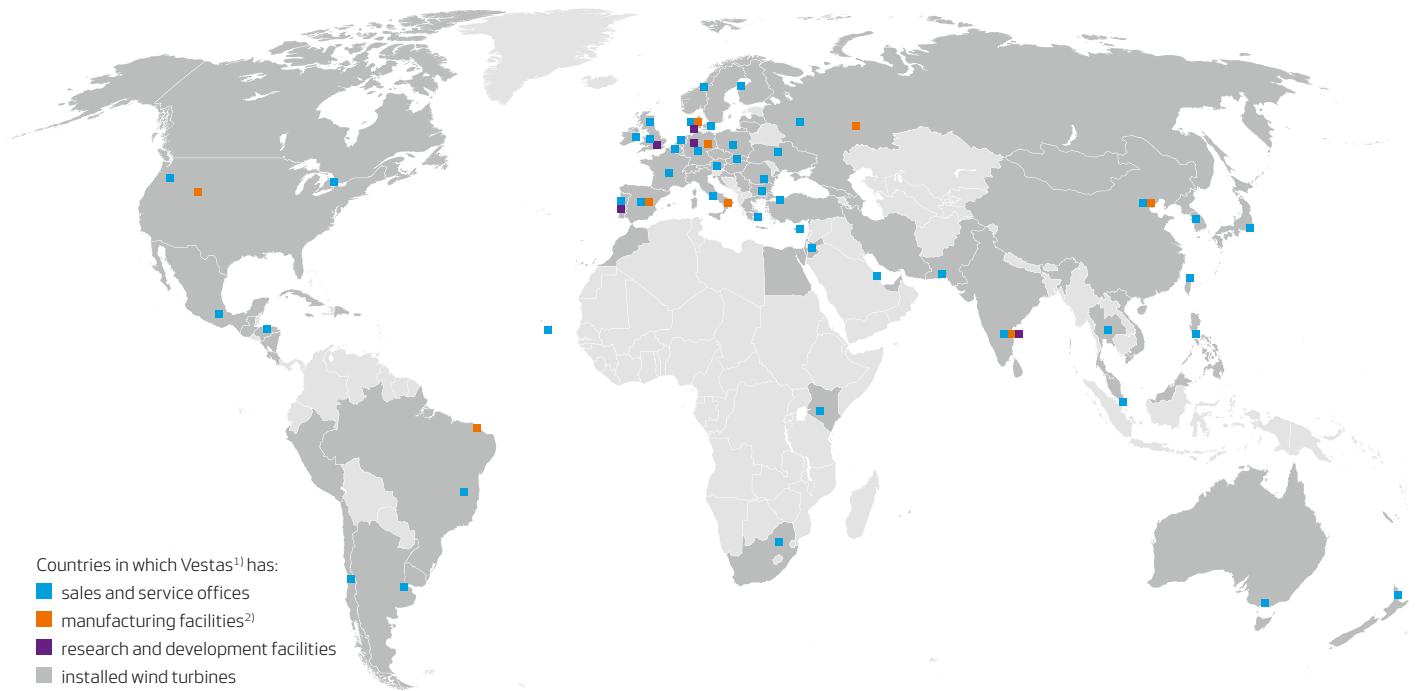 Countries in which Vestas1) has:
sales and service offices
manufacturing facilities2)
research and development facilities
installed wind turbines